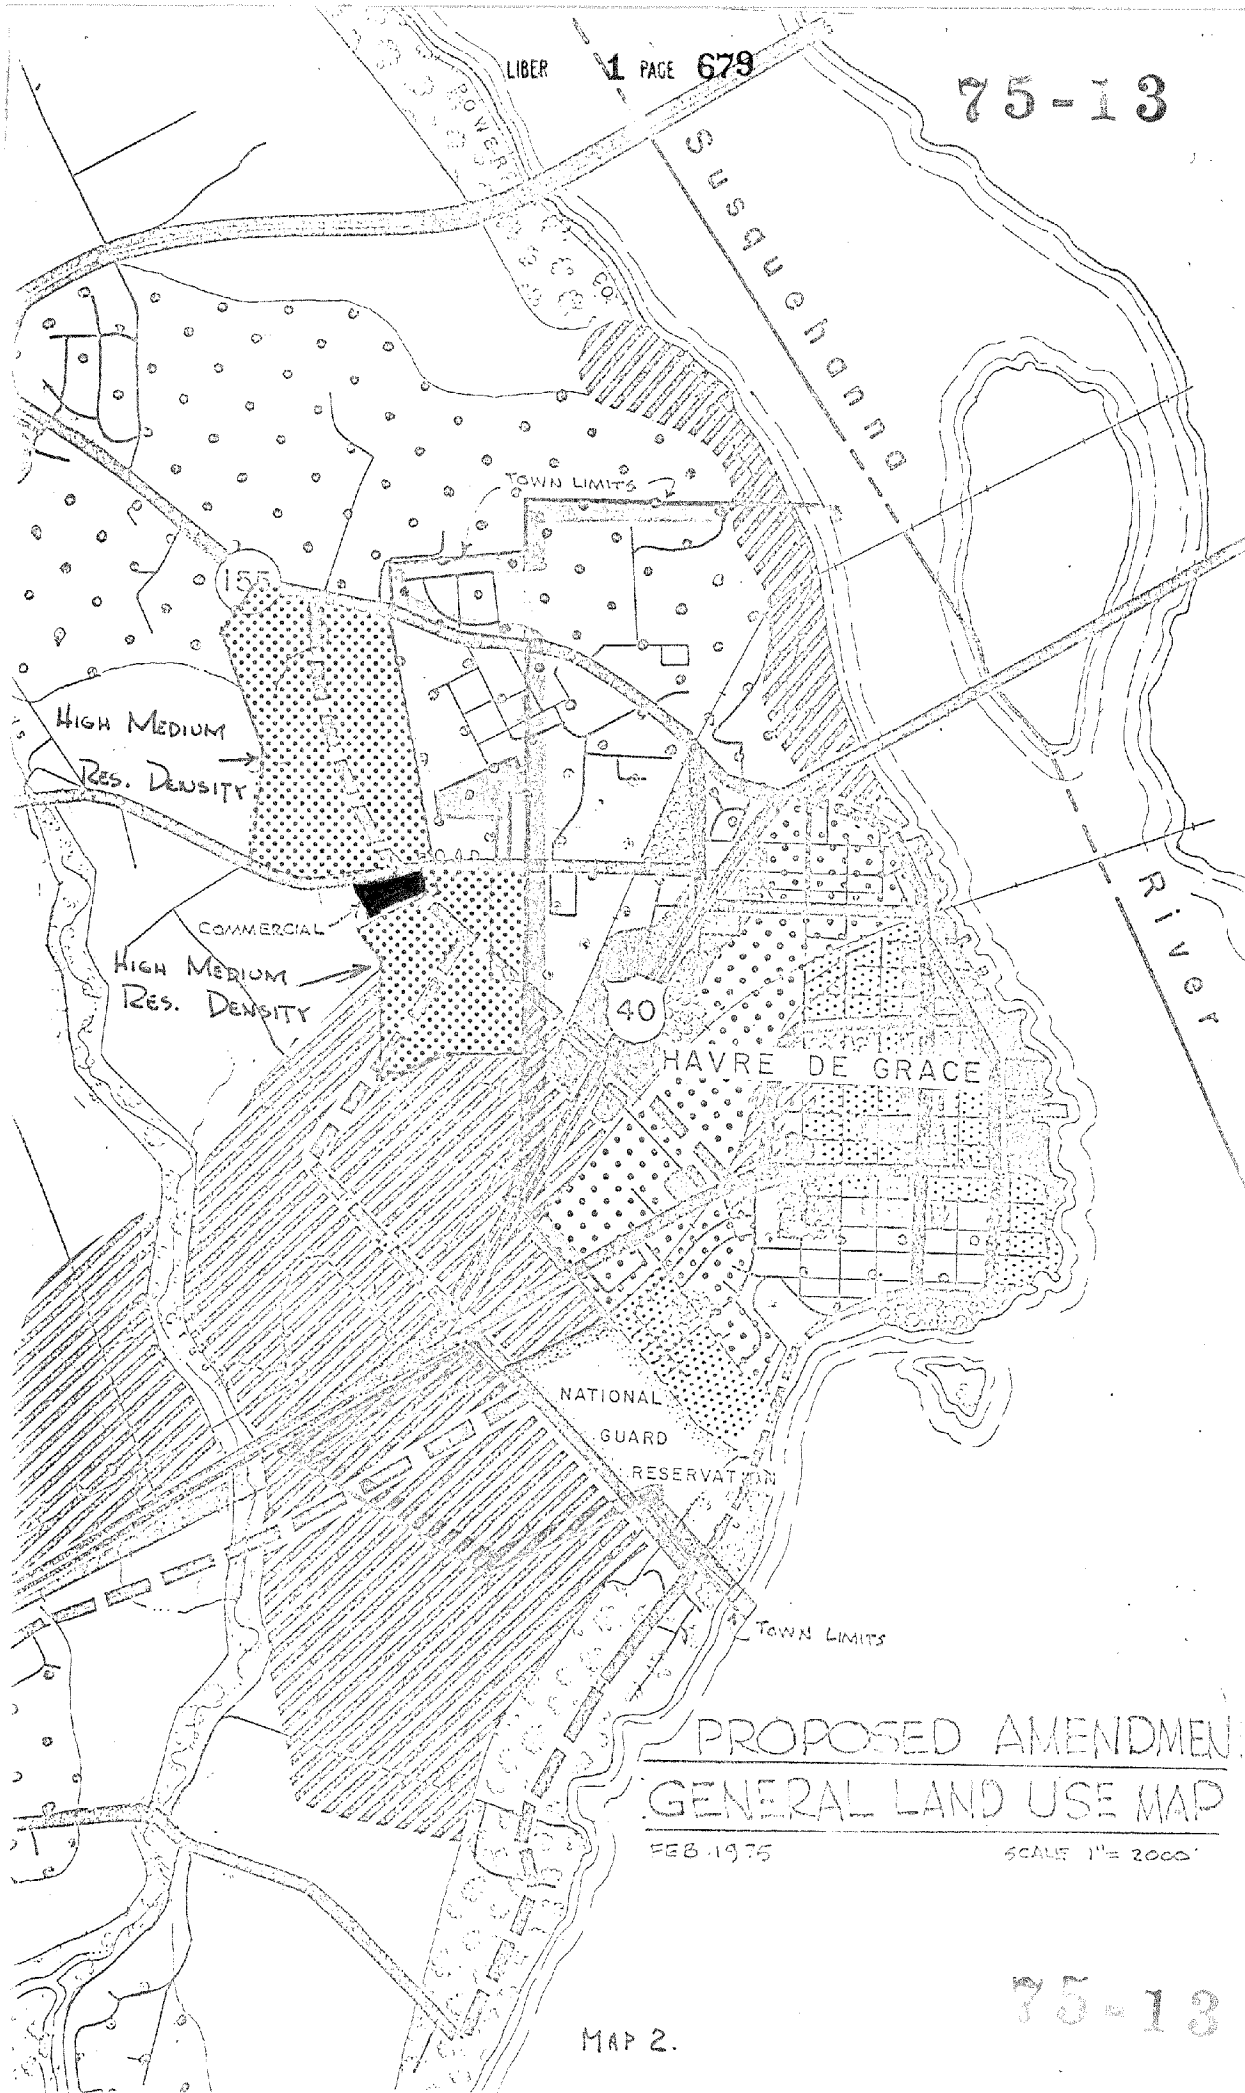 LIBER 1 PAGE 679
75-13
POWER
CO.
Susquehanna
TOWN LIMITS
155
HIGH MEDIUM
RES. DENSITY
ROAD
COMMERCIAL
HIGH MEDIUM
RES. DENSITY
River
40
HAVRE DE GRACE
NATIONAL
GUARD
RESERVATION
TOWN LIMITS
PROPOSED AMENDMEN
GENERAL LAND USE MAP
FEB. 1975
SCALE 1"= 2000'
75-13
MAP 2.